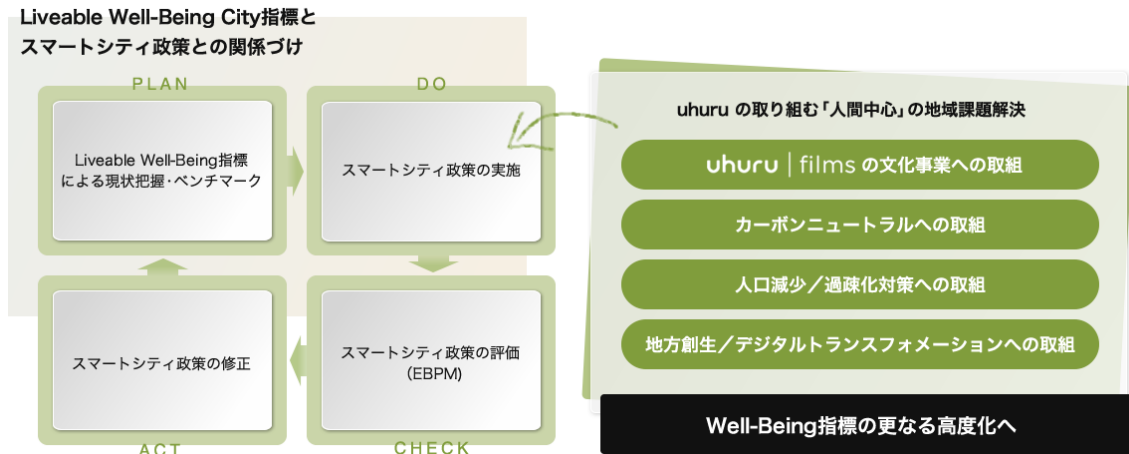 Liveable Well-Being City指標と
スマートシティ政策との関係づけ
PLAN
Liveable Well-Being指標
による現状把握・ベンチマーク
DO
スマートシティ政策の実施
スマートシティ政策の修正
ACT
スマートシティ政策の評価
(EBPM)
CHECK
uhuru の取り組む「人間中心」の地域課題解決
uhuru | films の文化事業への取組
カーボンニュートラルへの取組
人口減少／過疎化対策への取組
地方創生／デジタルトランスフォメーションへの取組
Well-Being指標の更なる高度化へ